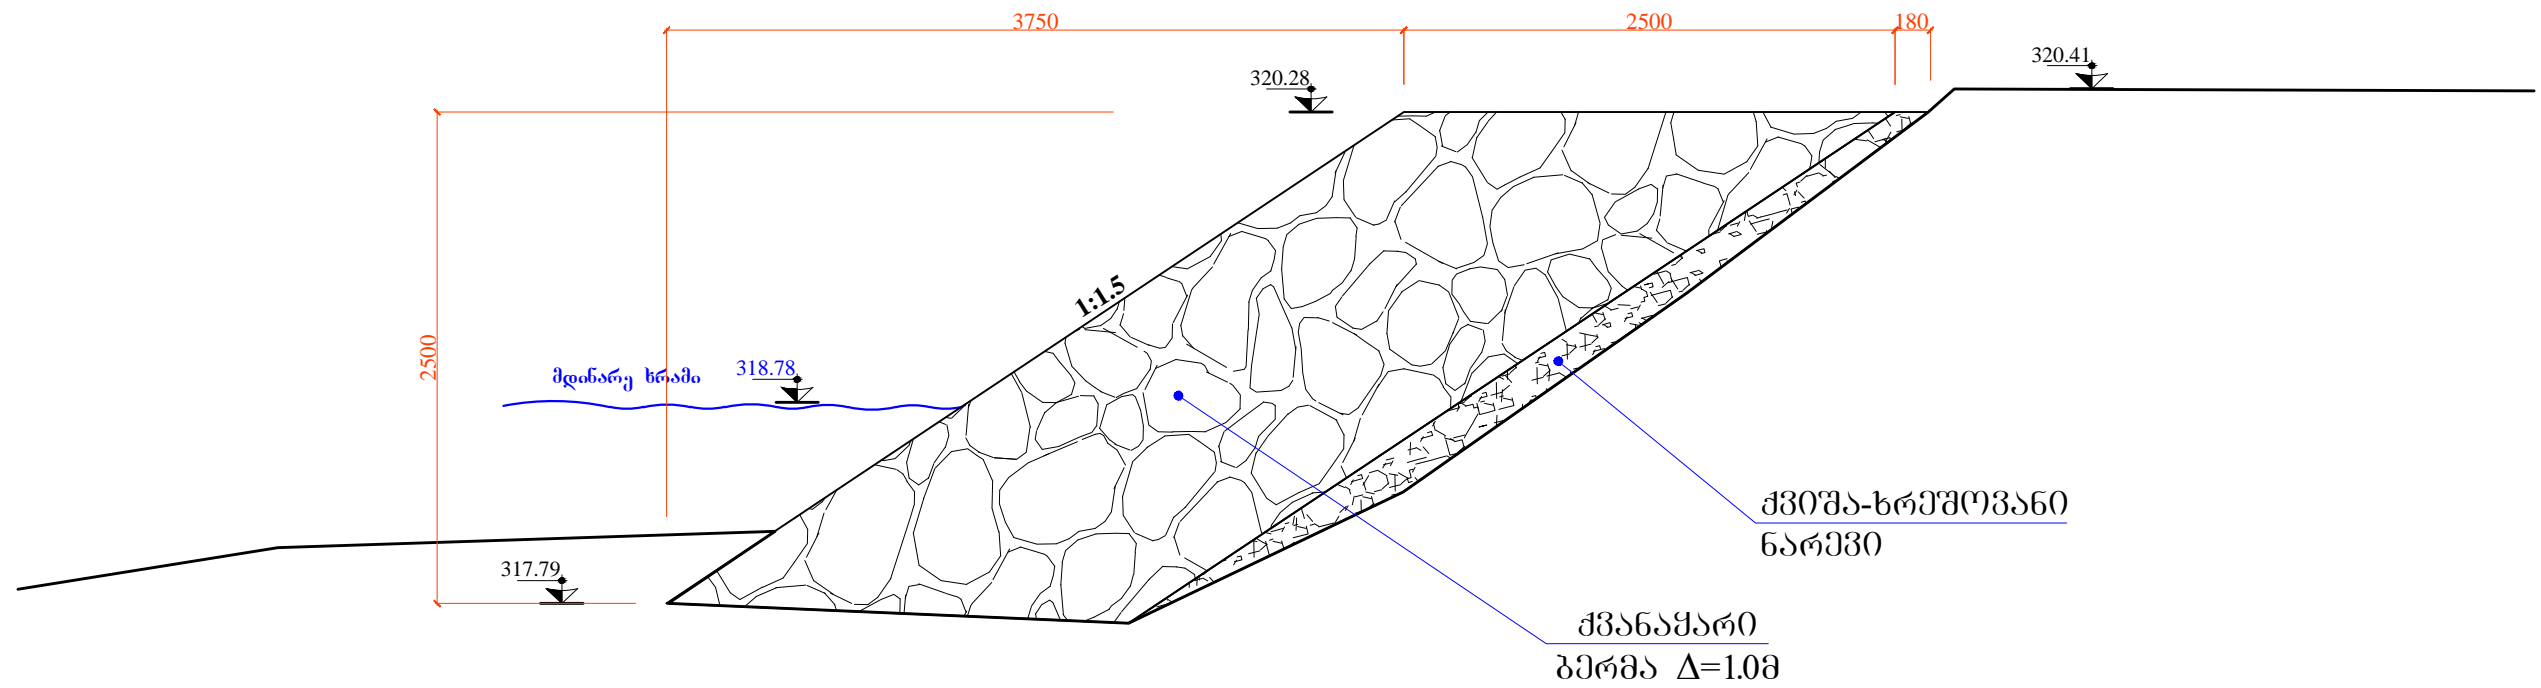 3750
2500
180
320.41
320.28
1:1.5
2500
მდინარე ხრამი
318.78
ქვიშა-ხრეშოვანი
ნარევი
317.79
ქვანაყარი
ბერმა Δ=1.0მ